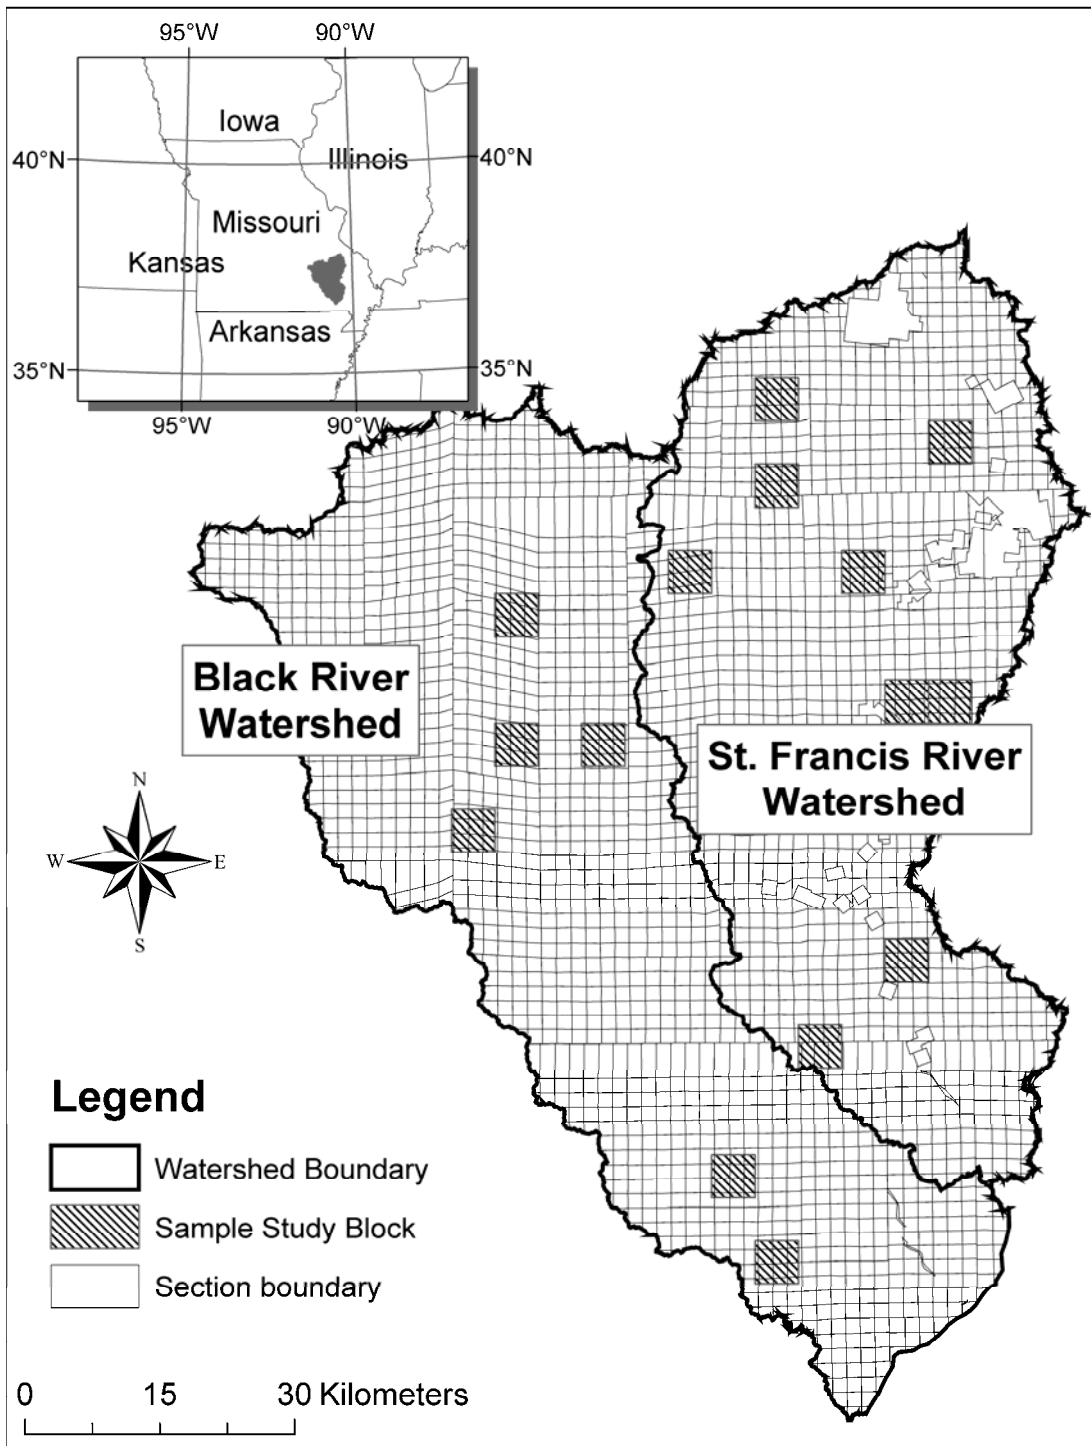 95°W 90°W
Iowa
40°N Illinois 40°N
Missouri
Kansas
Arkansas
35°N 35°N
95°W 90°W
Black River
Watershed
St. Francis River
Watershed
N
W E
S
Legend
Watershed Boundary
Sample Study Block
Section boundary
0 15 30 Kilometers